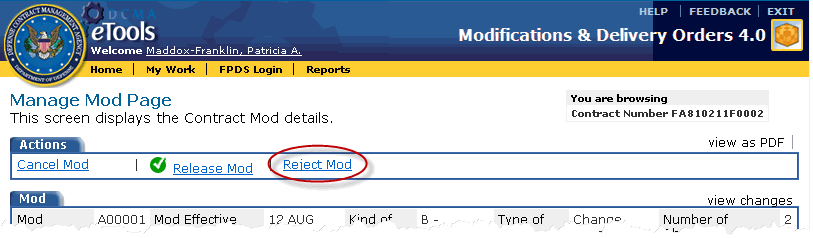 DCMA
HELP | FEEDBACK | EXIT
eTools
Welcome Maddox-Franklin, Patricia A.
Modifications & Delivery Orders 4.0
DEFENSE CONTRACT MANAGEMENT AGENCY
DEPARTMENT OF DEFENSE
Home | My Work | FPDS Login | Reports
Manage Mod Page
This screen displays the Contract Mod details.
You are browsing
Contract Number FA810211F0002
Actions
view as PDF |
Cancel Mod | Release Mod | Reject Mod
Mod
view changes
Mod A00001 Mod Effective 12 AUG Kind of B - Type of Change Number of 2